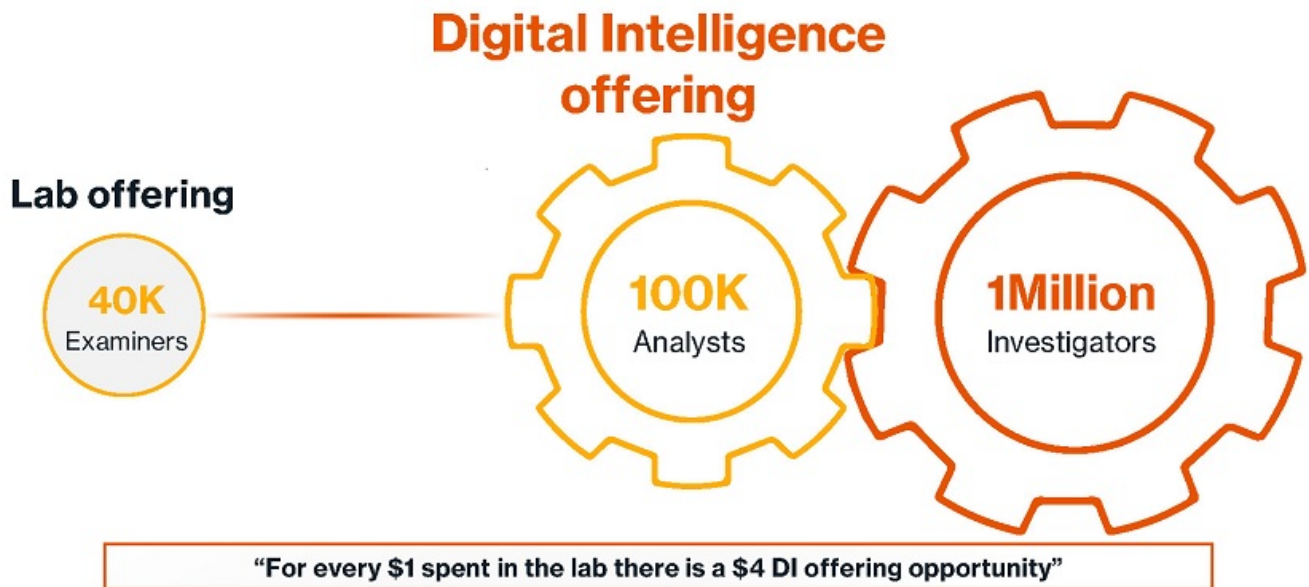 Digital Intelligence
offering
Lab offering
40K
Examiners
100K
Analysts
1Million
Investigators
“For every $1 spent in the lab there is a $4 DI offering opportunity”